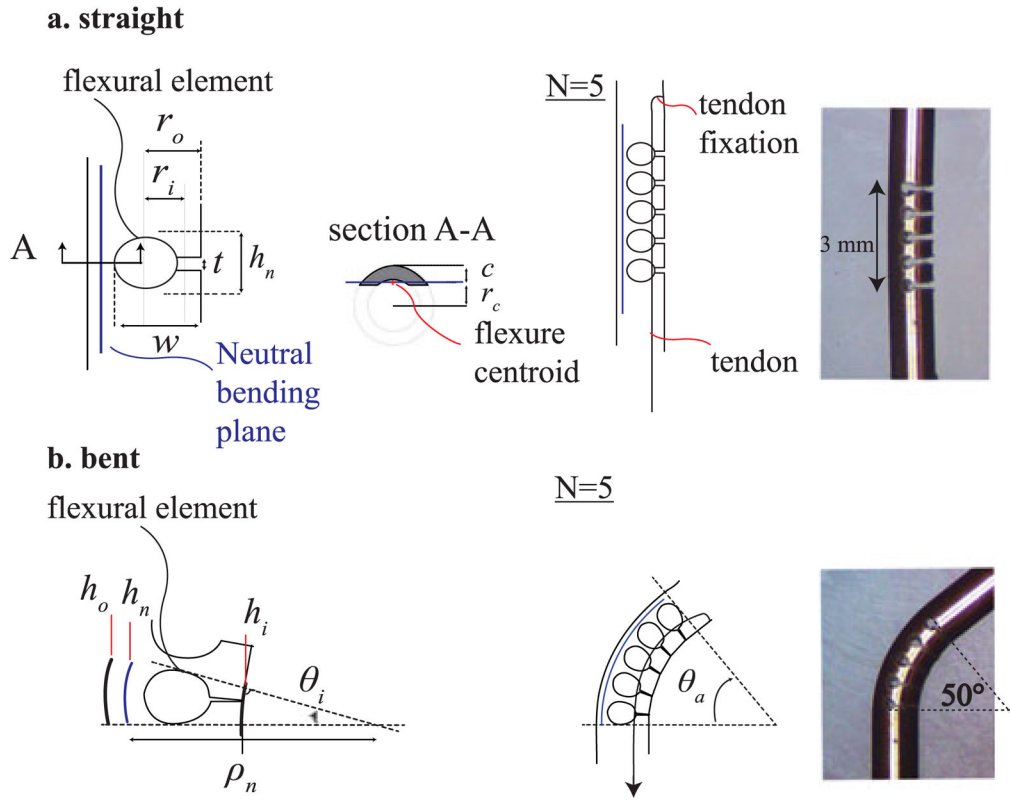 a. straight
flexural element
r_o
r_i
A
t
h_n
w
Neutral
bending
plane
section A-A
c
r_c
flexure
centroid
N=5
tendon
fixation
tendon
3 mm
b. bent
flexural element
h_o
h_n
h_i
θ_i
ρ_n
N=5
θ_a
50°